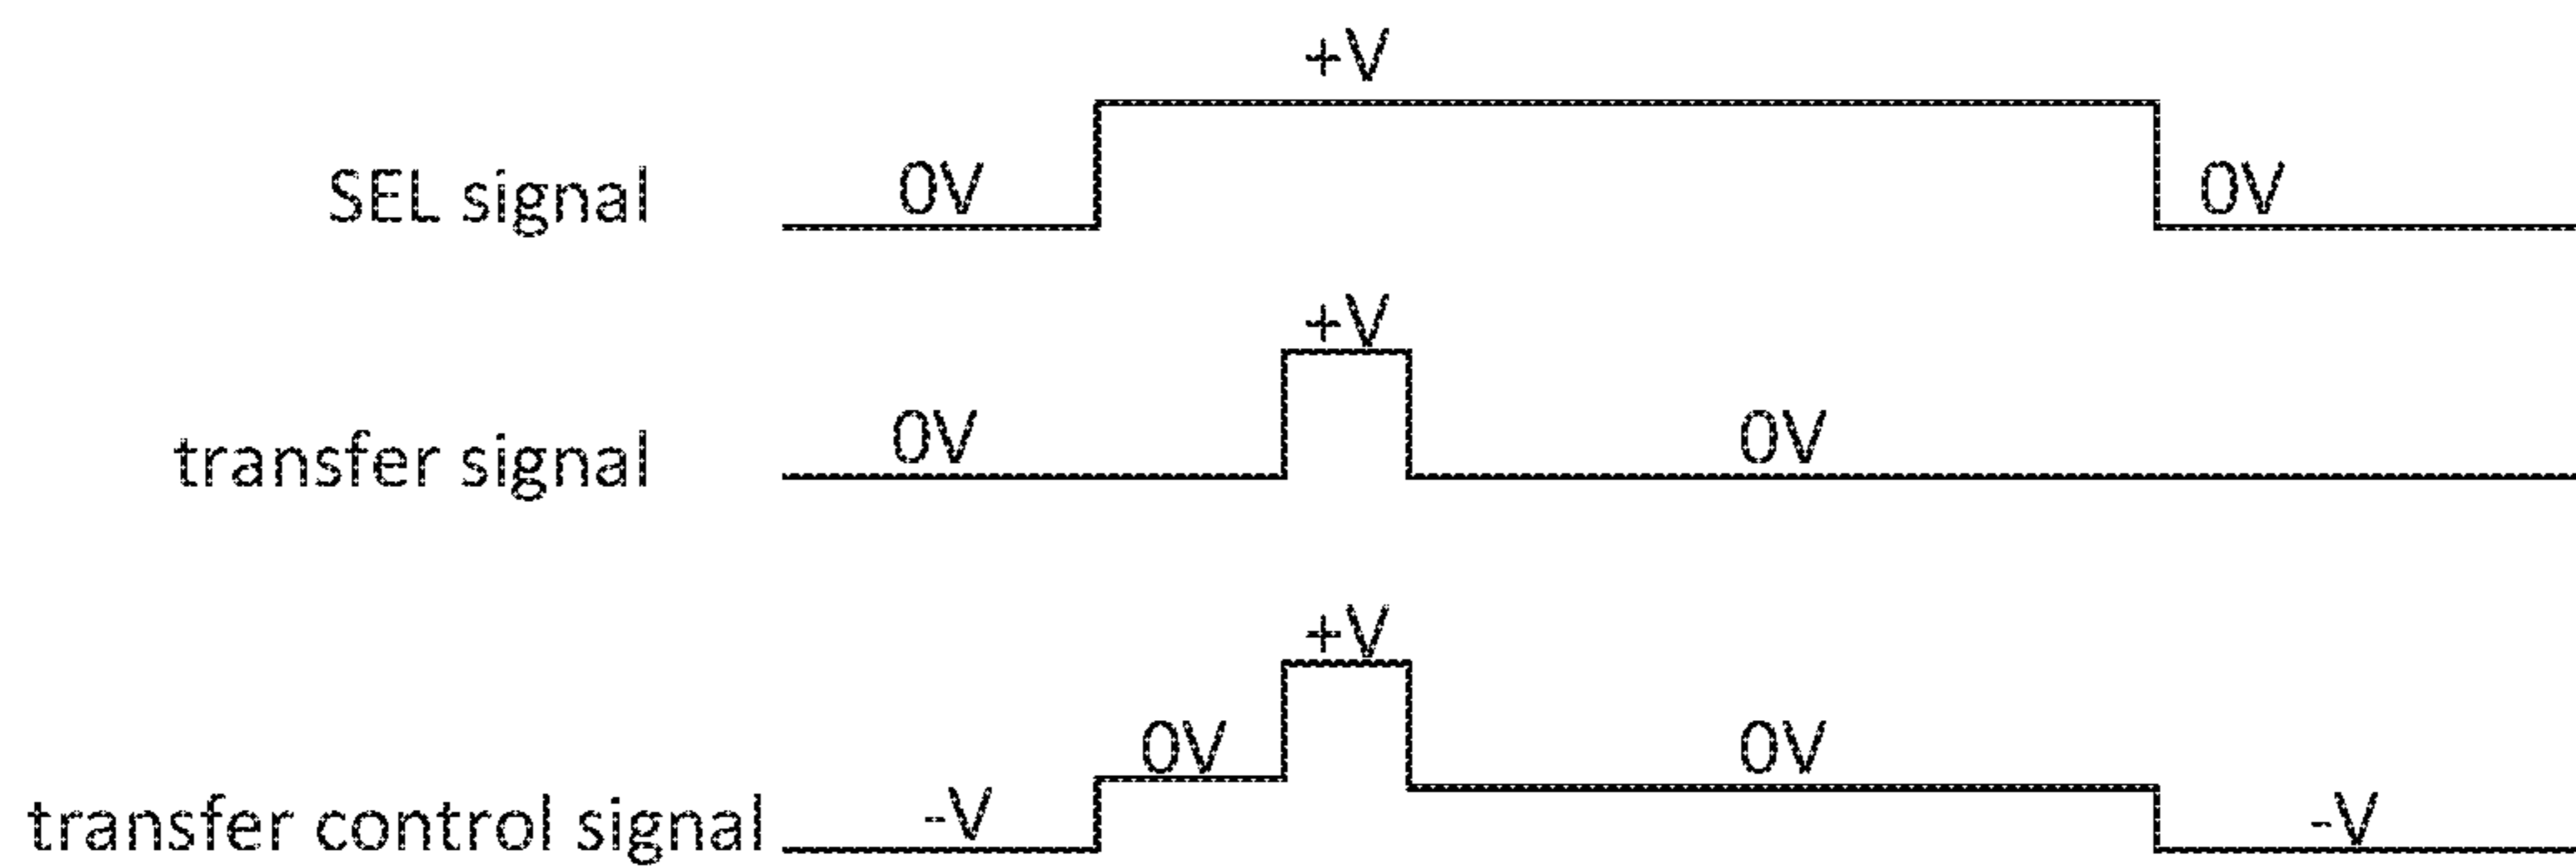 +V
SEL signal 0V 0V
+V
transfer signal 0V 0V
+V
0V 0V
transfer control signal -V -V